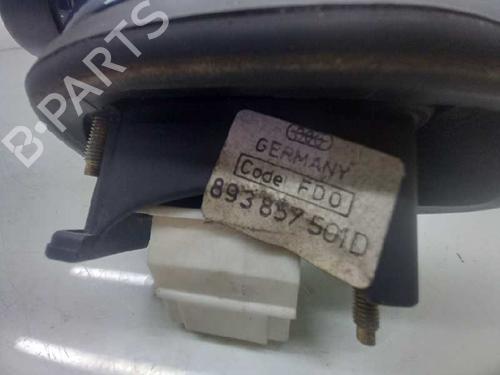 B-PARTS
GERMANY
Code FDO
893 857 501D